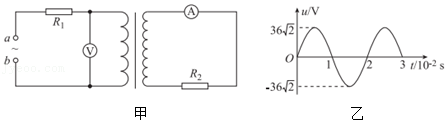 R₁
a
~
b
V
A
R₂
甲
u/V
36√2
O
1
2
3
t/10⁻² s
-36√2
乙